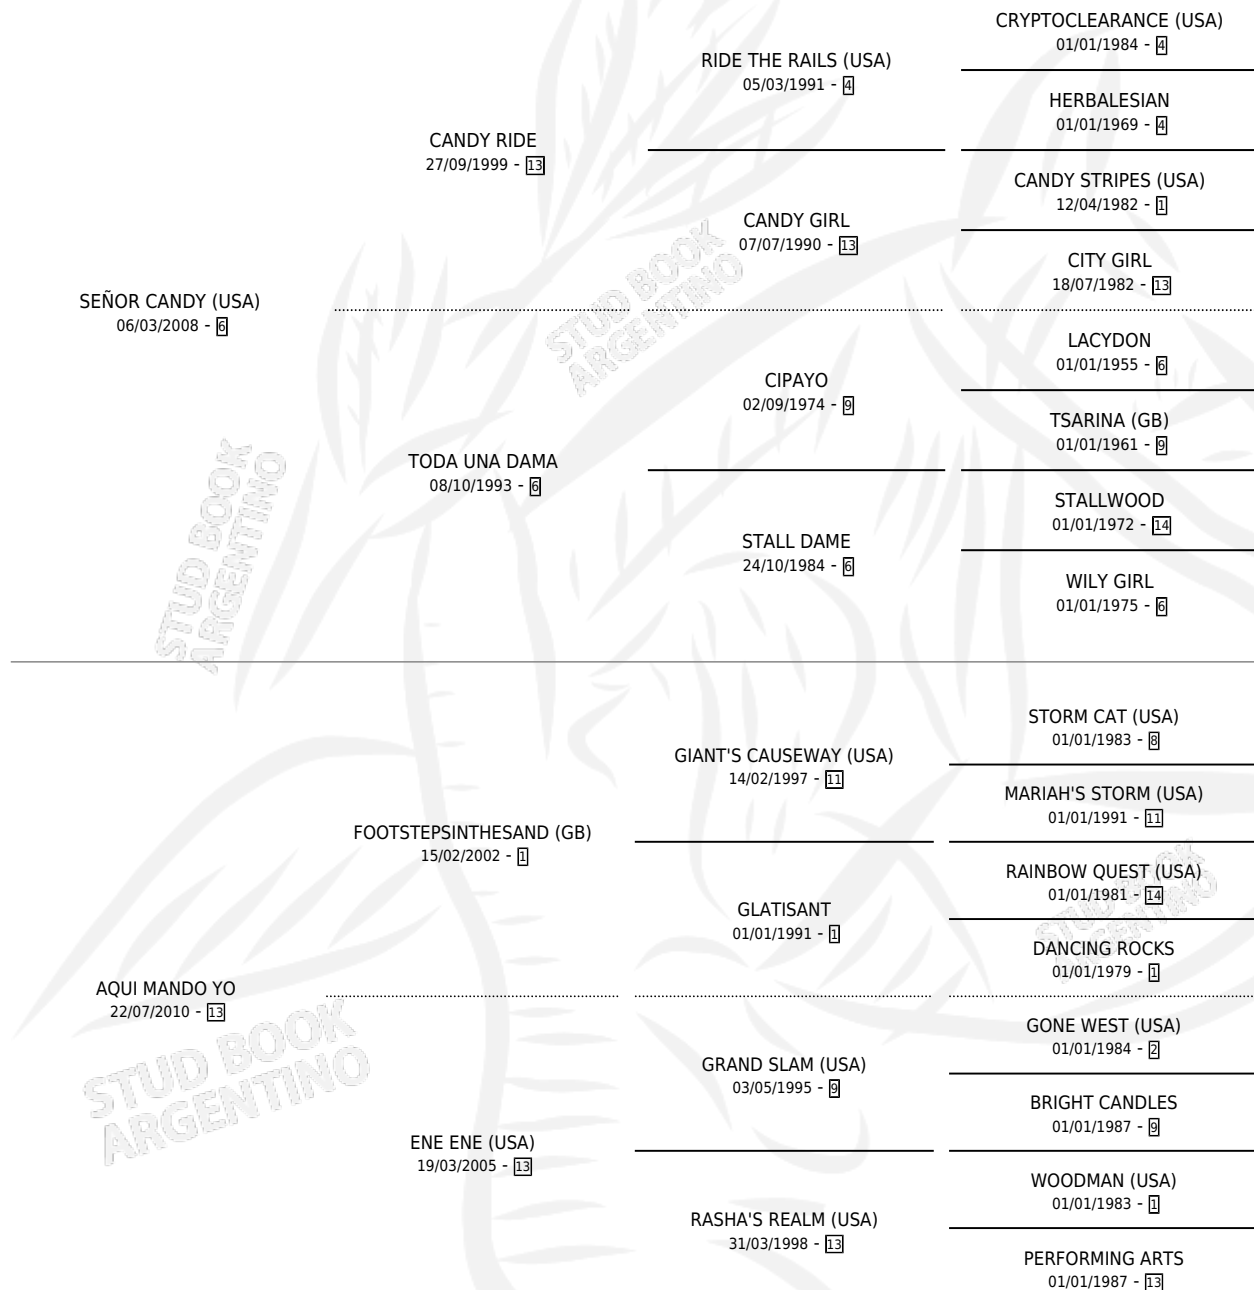 CRYPTOCLEARANCE (USA)
01/01/1984 - 4
RIDE THE RAILS (USA)
05/03/1991 - 4
HERBALESIAN
01/01/1969 - 4
CANDY RIDE
27/09/1999 - 13
CANDY STRIPES (USA)
12/04/1982 - 1
CANDY GIRL
07/07/1990 - 13
CITY GIRL
18/07/1982 - 13
SEÑOR CANDY (USA)
06/03/2008 - 6
LACYDON
01/01/1955 - 6
CIPAYO
02/09/1974 - 9
TSARINA (GB)
01/01/1961 - 9
TODA UNA DAMA
08/10/1993 - 6
STALLWOOD
01/01/1972 - 14
STALL DAME
24/10/1984 - 6
WILY GIRL
01/01/1975 - 6
STORM CAT (USA)
01/01/1983 - 8
GIANT'S CAUSEWAY (USA)
14/02/1997 - 11
MARIAH'S STORM (USA)
01/01/1991 - 11
FOOTSTEPSINTHESAND (GB)
15/02/2002 - 1
RAINBOW QUEST (USA)
01/01/1981 - 14
GLATISANT
01/01/1991 - 1
DANCING ROCKS
01/01/1979 - 1
AQUI MANDO YO
22/07/2010 - 13
GONE WEST (USA)
01/01/1984 - 2
GRAND SLAM (USA)
03/05/1995 - 9
BRIGHT CANDLES
01/01/1987 - 9
ENE ENE (USA)
19/03/2005 - 13
WOODMAN (USA)
01/01/1983 - 1
RASHA'S REALM (USA)
31/03/1998 - 13
PERFORMING ARTS
01/01/1987 - 13
STUD BOOK
ARGENTINO
STUD BOOK
ARGENTINO
STUD BOOK
ARGENTINO
STUD BOOK
ARGENTINO